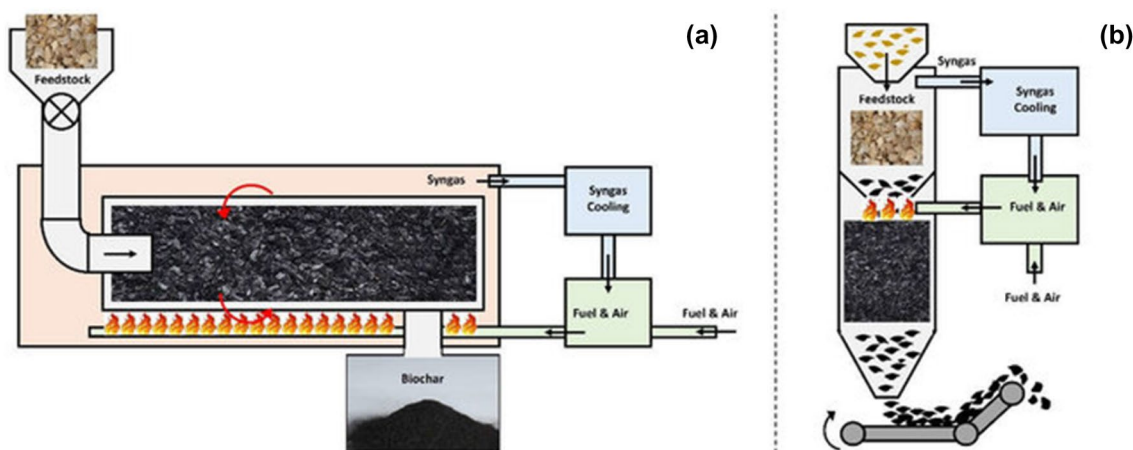 (a)
Feedstock
Syngas
Syngas
Cooling
Fuel & Air
Fuel & Air
Biochar
(b)
Syngas
Feedstock
Syngas
Cooling
Fuel & Air
Fuel & Air